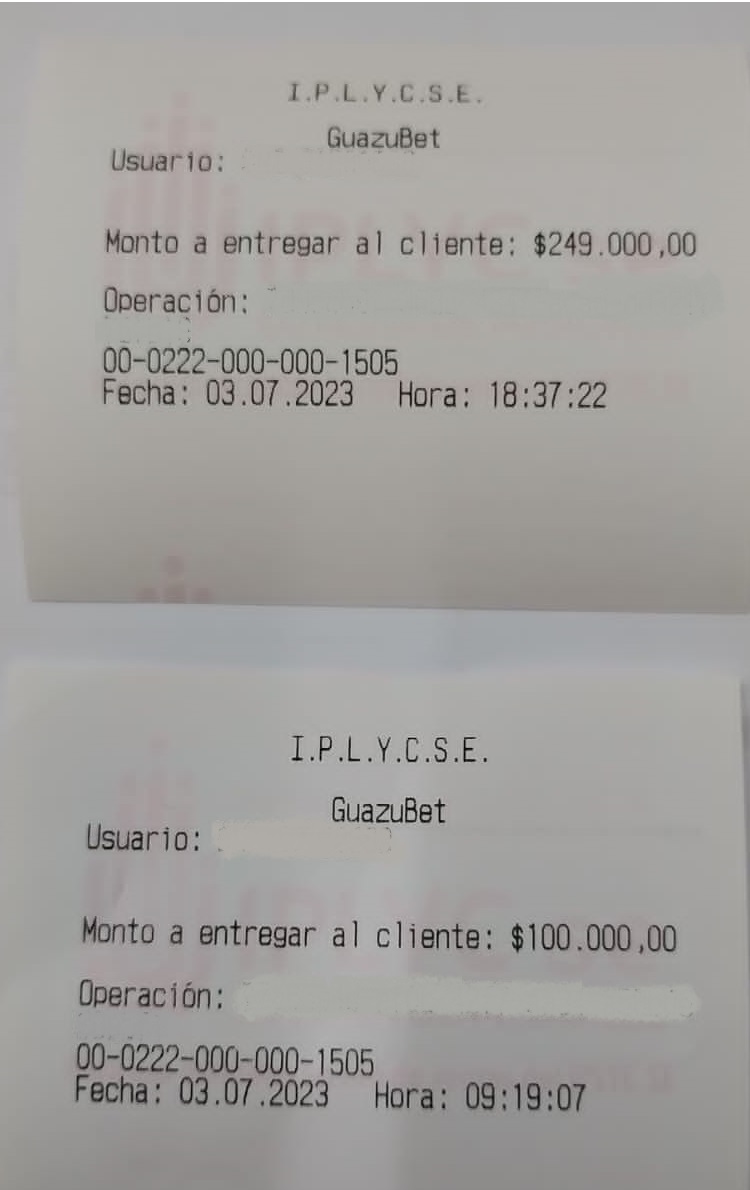 I.P.L.Y.C.S.E.
GuazuBet
Usuario:
Monto a entregar al cliente: $249.000,00
Operación:
00-0222-000-000-1505
Fecha: 03.07.2023 Hora: 18:37:22
I.P.L.Y.C.S.E.
GuazuBet
Usuario:
Monto a entregar al cliente: $100.000,00
Operación:
00-0222-000-000-1505
Fecha: 03.07.2023 Hora: 09:19:07